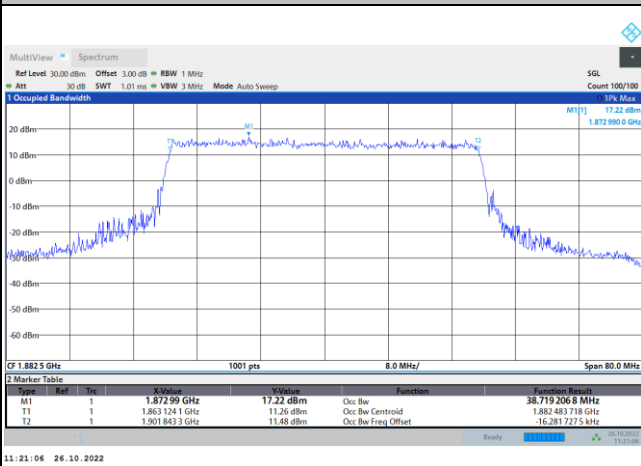 MultiView Spectrum
Ref Level 30.00 dBm Offset 3.00 dB RBW 1 MHz SGL
Att 30 dB SWT 1.01 ms VBW 3 MHz Mode Auto Sweep Count 100/100
1 Occupied Bandwidth 1Pk Max
M1[1] 17.22 dBm
1.872 990 0 GHz
M1
20 dBm
T1 T2
10 dBm
0 dBm
-10 dBm
-20 dBm
-30 dBm
-40 dBm
-50 dBm
-60 dBm
CF 1.882 5 GHz 1001 pts 8.0 MHz/ Span 80.0 MHz
2 Marker Table
Type Ref Trc X-Value Y-Value Function Function Result
M1 1 1.872 99 GHz 17.22 dBm Occ Bw 38.719 206 8 MHz
T1 1 1.863 124 1 GHz 11.26 dBm Occ Bw Centroid 1.882 483 718 GHz
T2 1 1.901 843 3 GHz 11.48 dBm Occ Bw Freq Offset -16.281 727 5 kHz
Ready 26.10.2022
11:21:06
11:21:06 26.10.2022